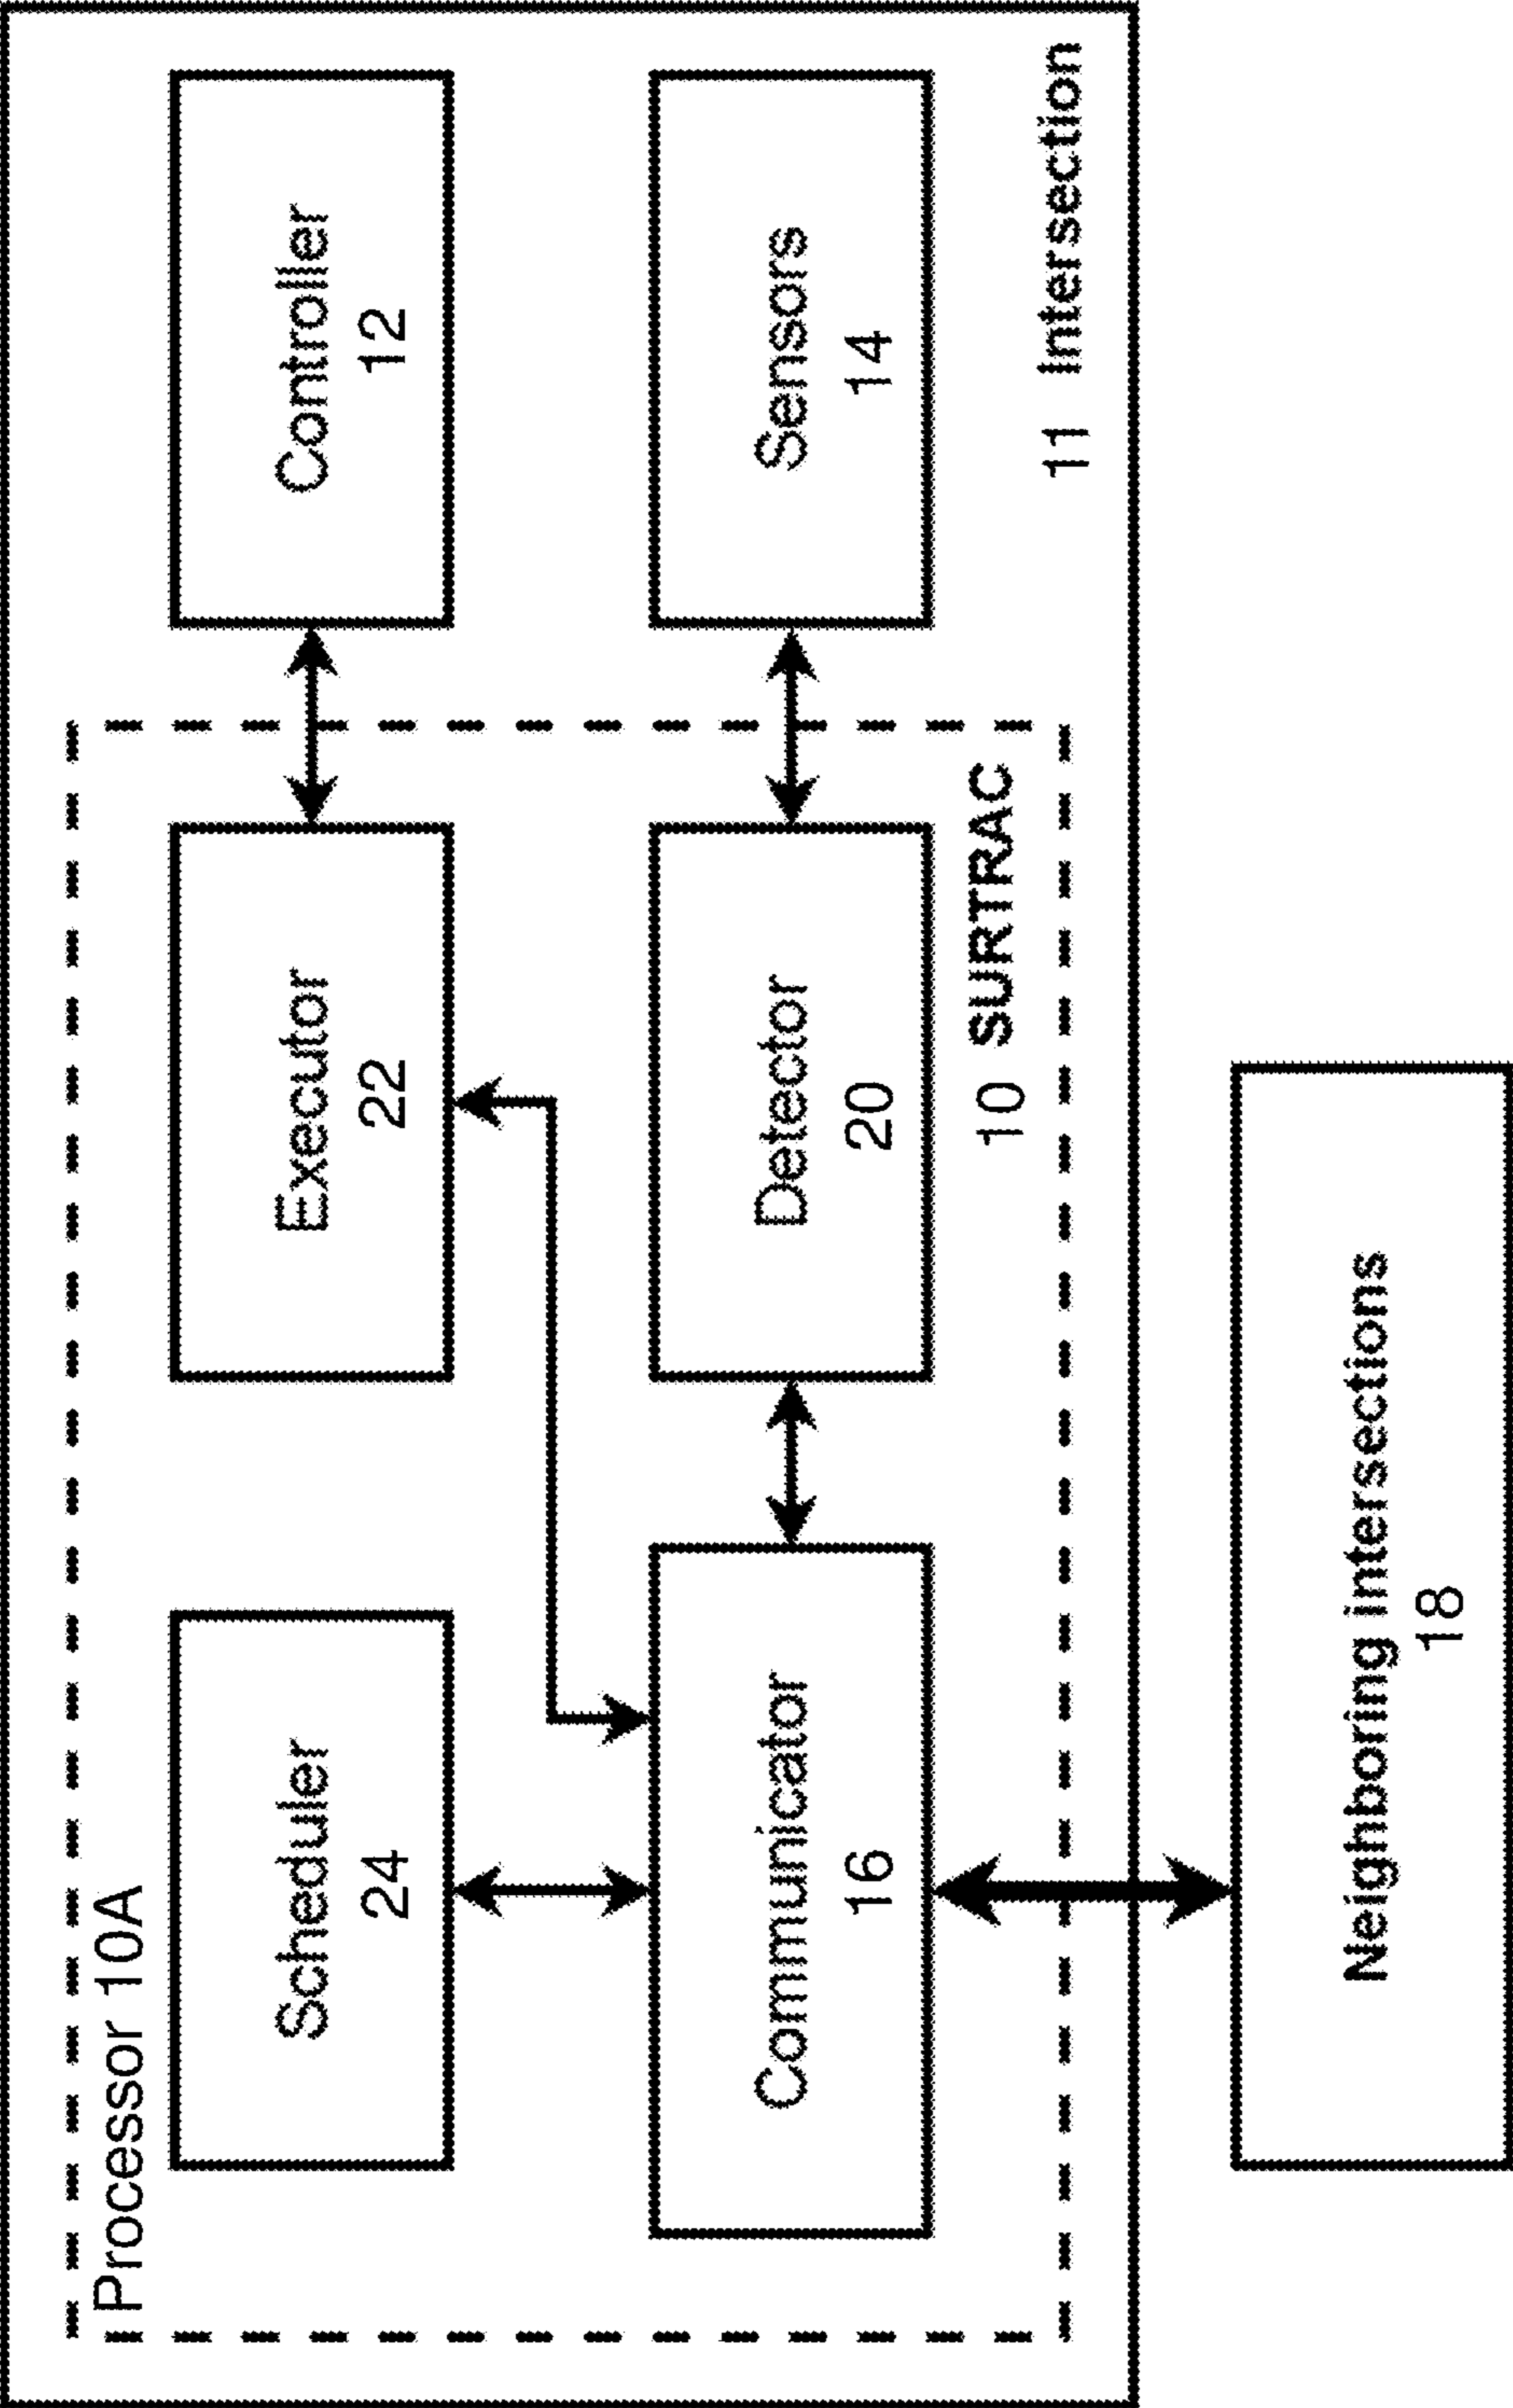 Processor 10A
Scheduler
24
Executor
22
Controller
12
Communicator
16
Detector
20
Sensors
14
10 SURTRAC
11 Intersection
Neighboring Intersections
18